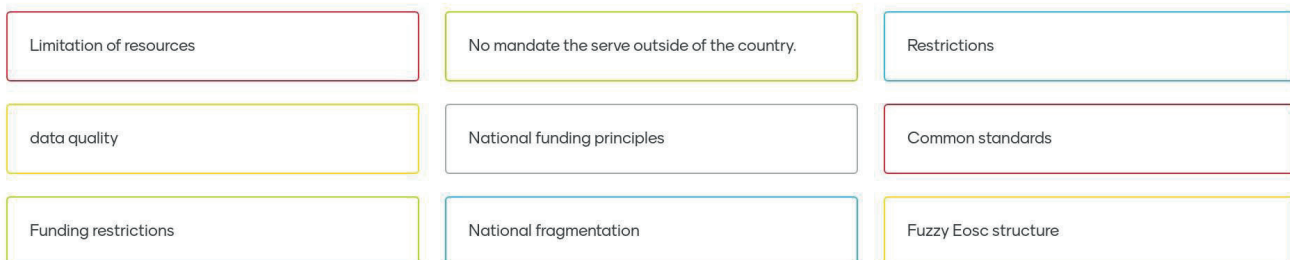 Limitation of resources
No mandate the serve outside of the country.
Restrictions
data quality
National funding principles
Common standards
Funding restrictions
National fragmentation
Fuzzy Eosc structure